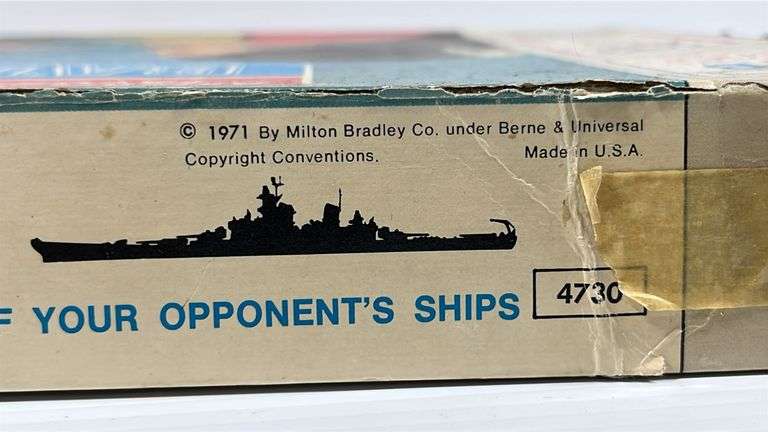 © 1971 By Milton Bradley Co. under Berne & Universal
Copyright Conventions. Made in U.S.A.
YOUR OPPONENT'S SHIPS
4730